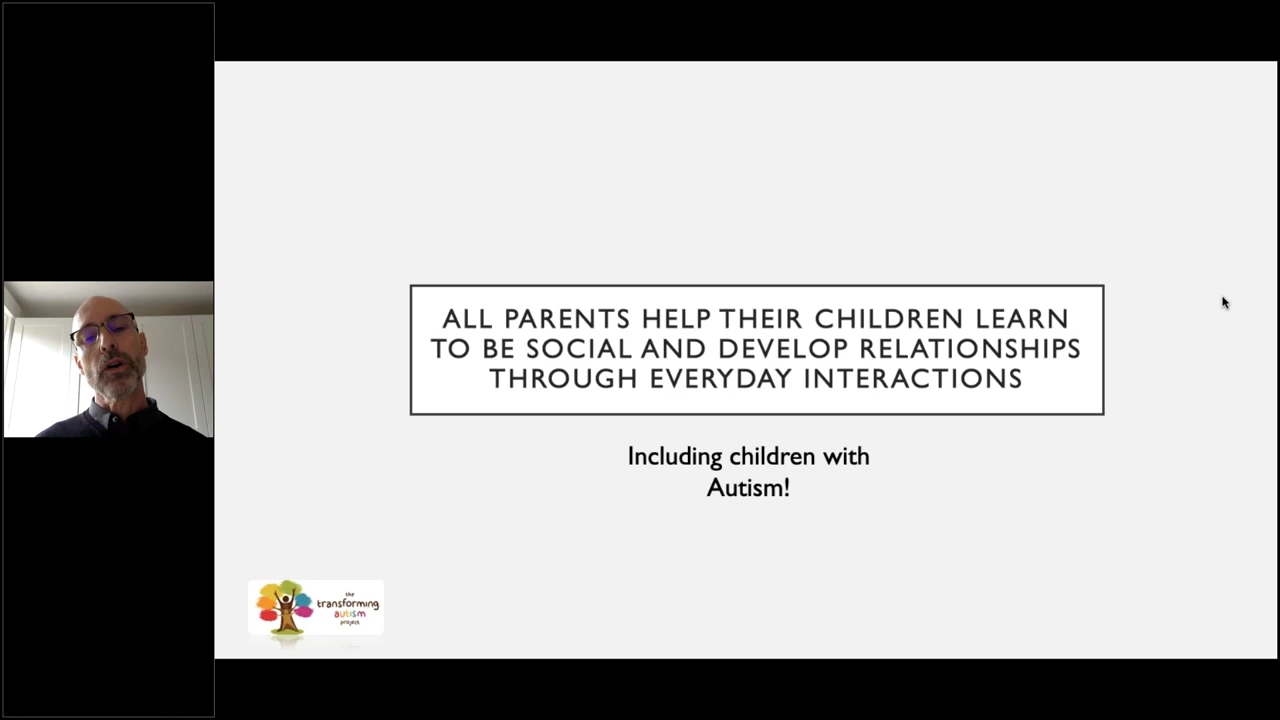 ALL PARENTS HELP THEIR CHILDREN LEARN
TO BE SOCIAL AND DEVELOP RELATIONSHIPS
THROUGH EVERYDAY INTERACTIONS
Including children with
Autism!
the
transforming
autism
project